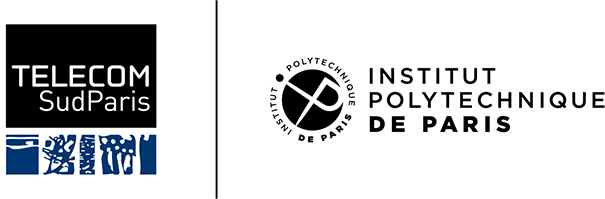 TELECOM
SudParis
INSTITUT POLYTECHNIQUE
DE PARIS
INSTITUT
POLYTECHNIQUE
DE PARIS